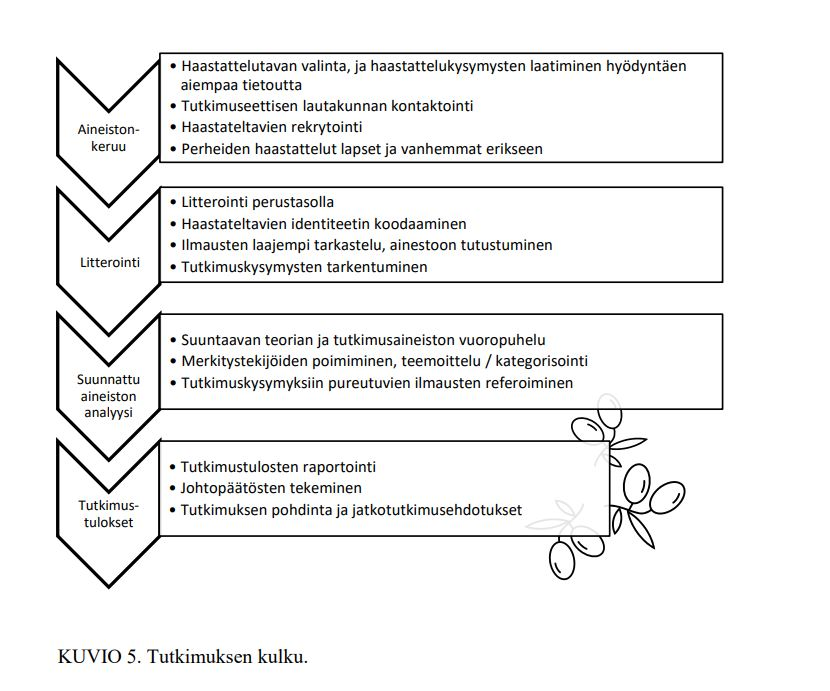 Aineiston-
keruu
• Haastattelutavan valinta, ja haastattelukysymysten laatiminen hyödyntäen
aiempaa tietoutta
• Tutkimuseettisen lautakunnan kontaktointi
• Haastateltavien rekrytointi
• Perheiden haastattelut lapset ja vanhemmat erikseen
Litterointi
• Litterointi perustasolla
• Haastateltavien identiteetin koodaaminen
• Ilmausten laajempi tarkastelu, ainestoon tutustuminen
• Tutkimuskysymysten tarkentuminen
Suunnattu
aineiston
analyysi
• Suuntaavan teorian ja tutkimusaineiston vuoropuhelu
• Merkitystekijöiden poimiminen, teemoittelu / kategorisointi
• Tutkimuskysymyksiin pureutuvien ilmausten referoiminen
Tutkimus-
tulokset
• Tutkimustulosten raportointi
• Johtopäätösten tekeminen
• Tutkimuksen pohdinta ja jatkotutkimusehdotukset
KUVIO 5. Tutkimuksen kulku.